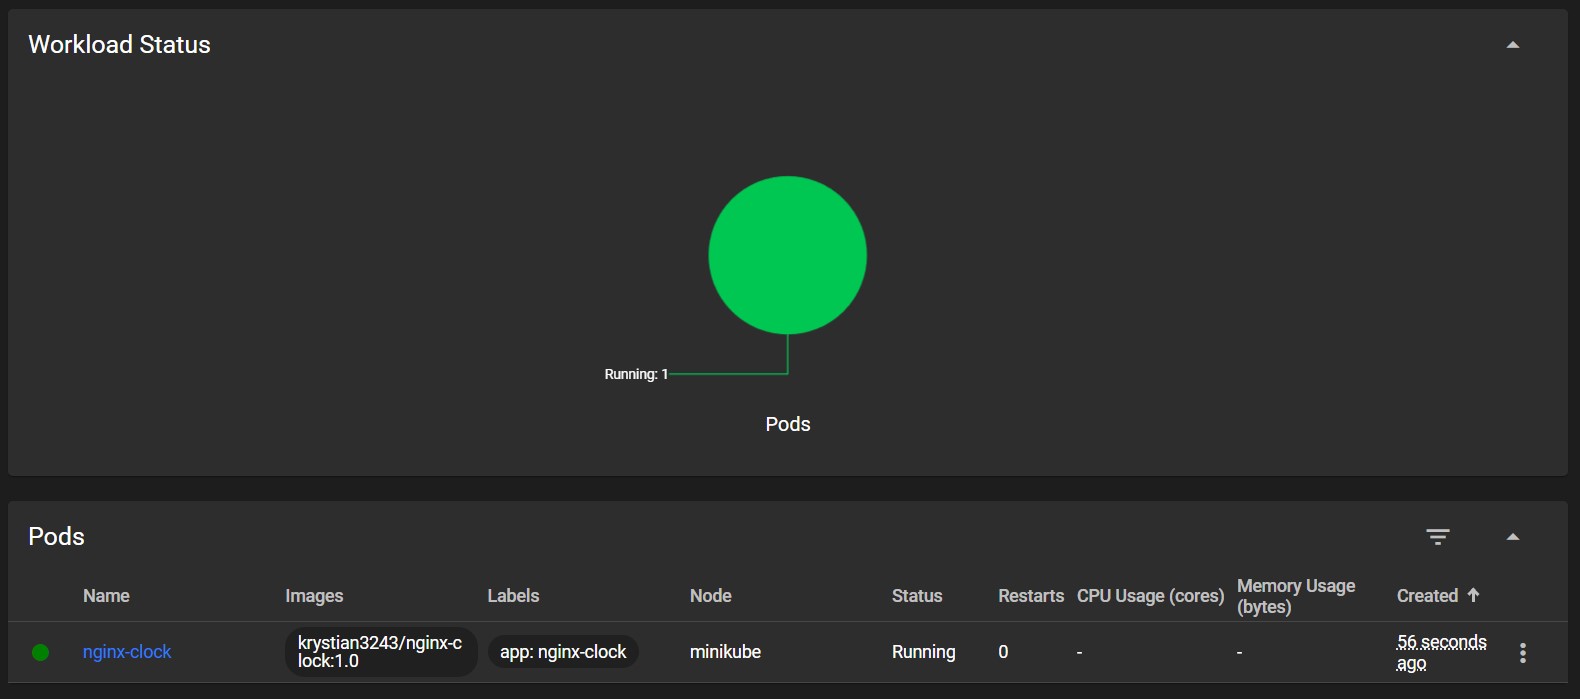 Workload Status
Running: 1
Pods
Pods
Name Images Labels Node Status Restarts CPU Usage (cores) Memory Usage (bytes) Created
nginx-clock krystian3243/nginx-c
lock:1.0 app: nginx-clock minikube Running 0 - - 56 seconds
ago